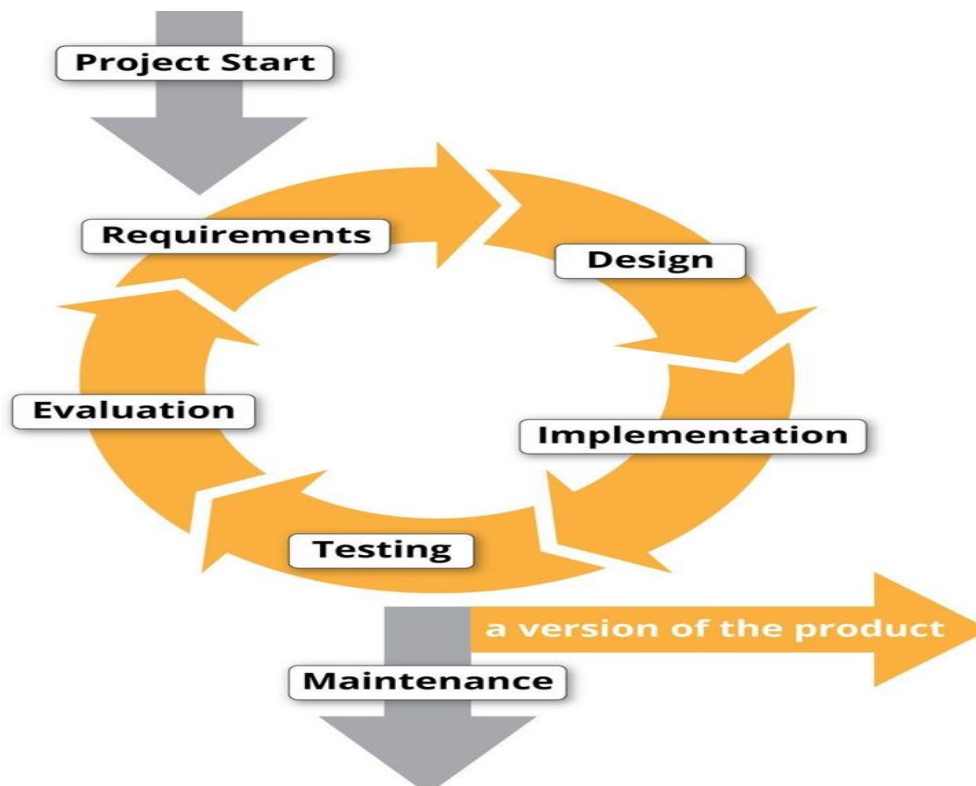 Project Start
Requirements
Design
Evaluation
Implementation
Testing
a version of the product
Maintenance